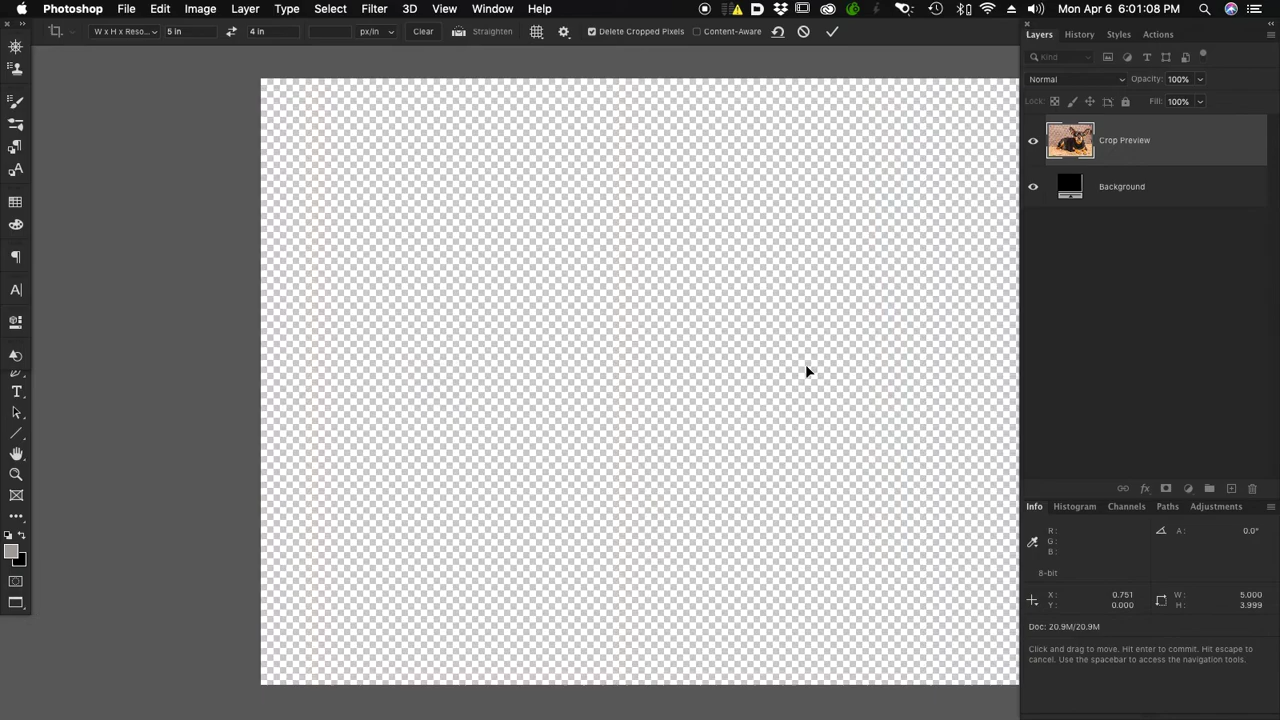 Photoshop File Edit Image Layer Type Select Filter 3D View Window Help Mon Apr 6 6:01:08 PM
W x H x Reso... 5 in 4 in px/in Clear Straighten Delete Cropped Pixels Content-Aware
Layers History Styles Actions
Kind
Normal Opacity: 100%
Lock: Fill: 100%
Crop Preview
Background
Info Histogram Channels Paths Adjustments
R: A: 0.0°
G:
B:
8-bit
X: 0.751 W: 5.000
Y: 0.000 H: 3.999
Doc: 20.9M/20.9M
Click and drag to move. Hit enter to commit. Hit escape to
cancel. Use the spacebar to access the navigation tools.